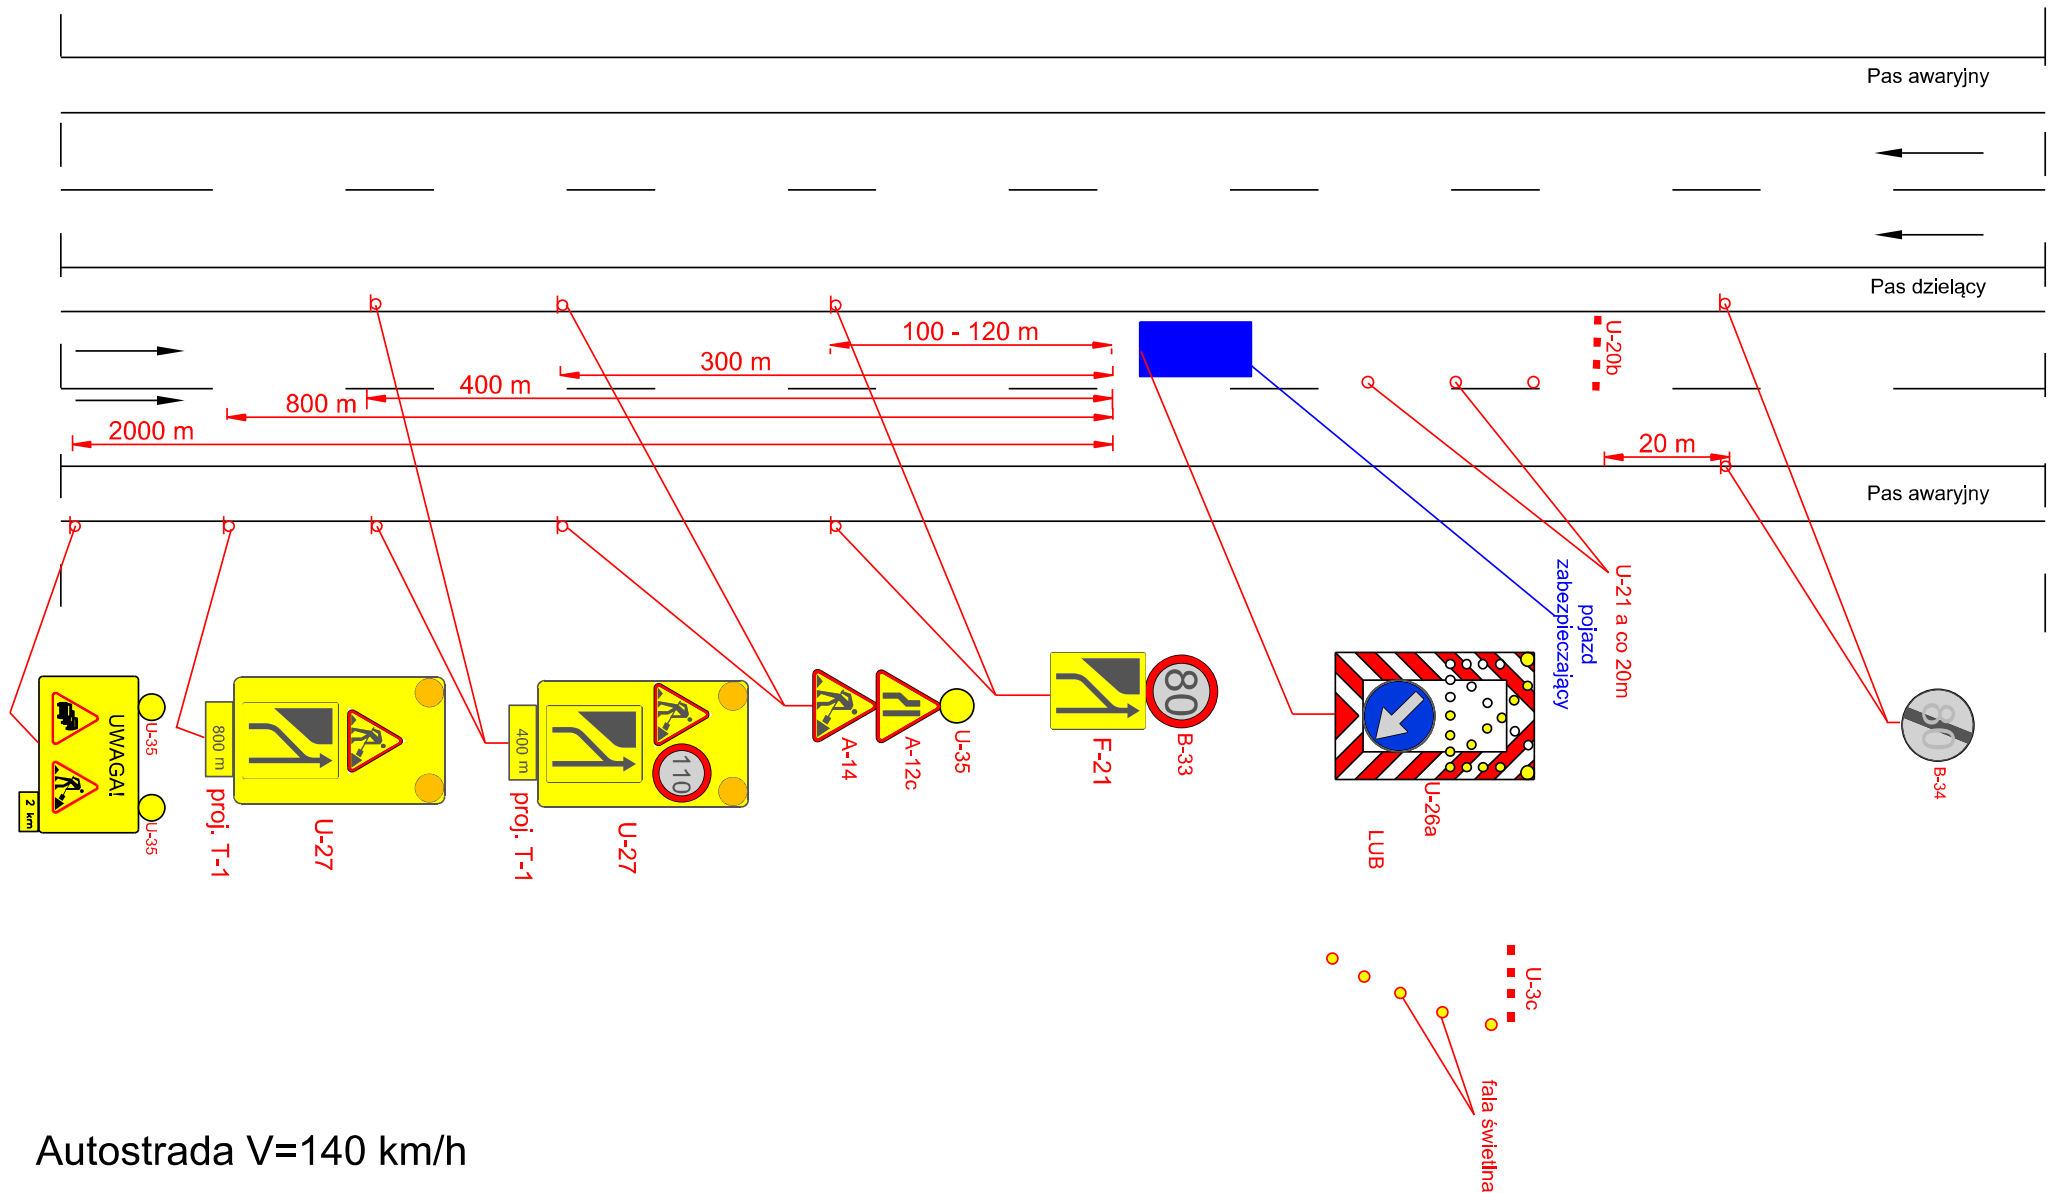 Pas awaryjny
Pas dzielący
100 - 120 m
300 m
400 m
800 m
2000 m
U-20b
20 m
Pas awaryjny
U-21 a co 20m
pojazd
zabezpieczający
UWAGA!
2 km
U-35
U-35
800 m
proj. T-1
U-27
400 m
proj. T-1
110
U-27
A-14
A-12c
U-35
F-21
80
B-33
U-26a
LUB
80
B-34
U-3c
fala świetlna
Autostrada V=140 km/h